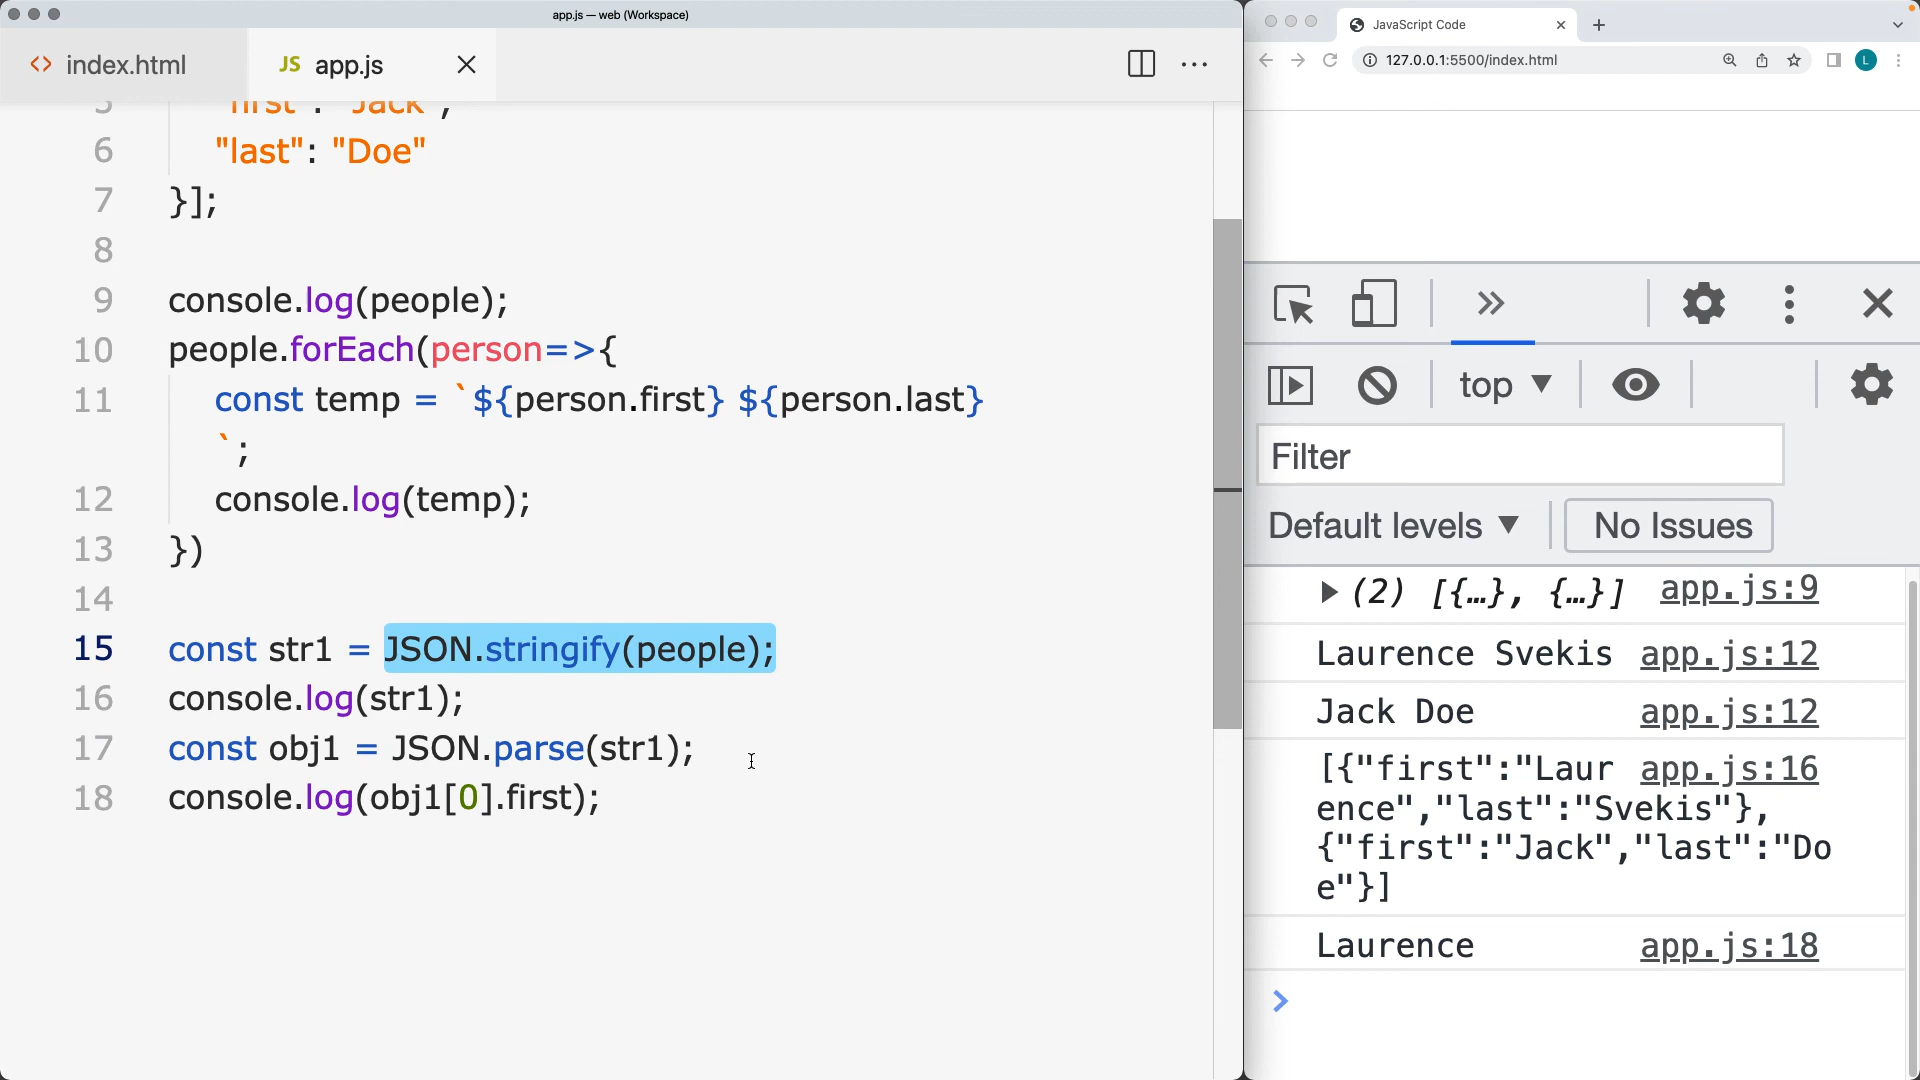 app.js — web (Workspace)
index.html
JS app.js
5 "first": "Jack",
6 "last": "Doe"
7 }];
8
9 console.log(people);
10 people.forEach(person=>{
11 const temp = `${person.first} ${person.last}
`;
12 console.log(temp);
13 })
14
15 const str1 = JSON.stringify(people);
16 console.log(str1);
17 const obj1 = JSON.parse(str1);
18 console.log(obj1[0].first);
JavaScript Code
127.0.0.1:5500/index.html
L
top
Filter
Default levels
No Issues
(2) [{…}, {…}] app.js:9
Laurence Svekis app.js:12
Jack Doe app.js:12
[{"first":"Laur app.js:16
ence","last":"Svekis"},
{"first":"Jack","last":"Do
e"}]
Laurence app.js:18